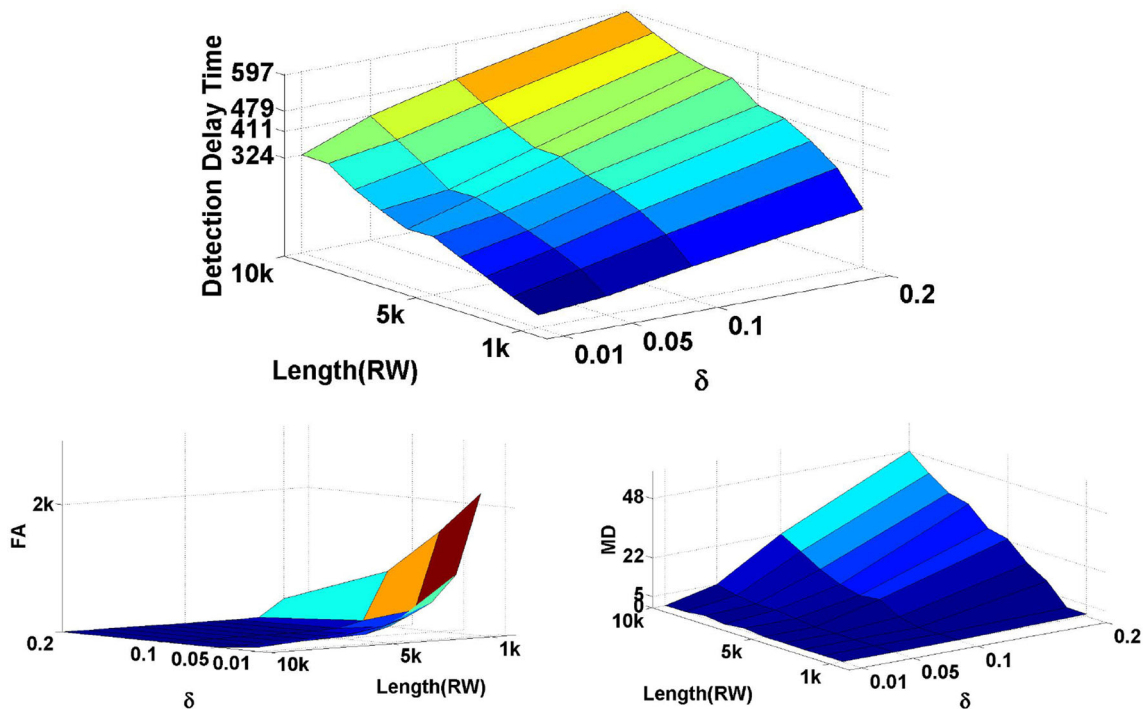 Detection Delay Time
597
479
411
324
10k
5k
1k
Length(RW)
0.01
0.05
0.1
0.2
δ
FA
2k
0.2
0.1
0.05
0.01
δ
10k
5k
1k
Length(RW)
MD
48
22
5
0
10k
5k
1k
Length(RW)
0.01
0.05
0.1
0.2
δ